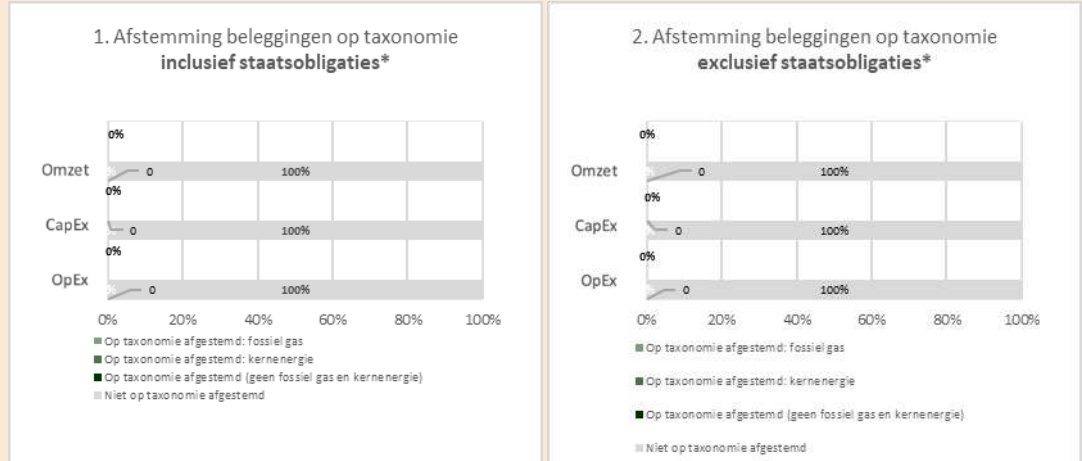 1. Afstemming beleggingen op taxonomie
inclusief staatsobligaties*
0%
Omzet 0 100%
0%
CapEx 0 100%
0%
OpEx 0 100%
0% 20% 40% 60% 80% 100%
Op taxonomie afgestemd: fossiel gas
Op taxonomie afgestemd: kernenergie
Op taxonomie afgestemd (geen fossiel gas en kernenergie)
Niet op taxonomie afgestemd
2. Afstemming beleggingen op taxonomie
exclusief staatsobligaties*
0%
Omzet 0 100%
0%
CapEx 0 100%
0%
OpEx 0 100%
0% 20% 40% 60% 80% 100%
Op taxonomie afgestemd: fossiel gas
Op taxonomie afgestemd: kernenergie
Op taxonomie afgestemd (geen fossiel gas en kernenergie)
Niet op taxonomie afgestemd